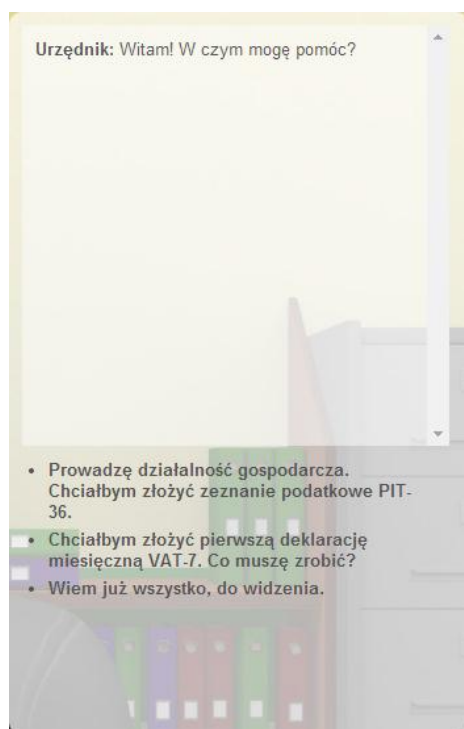 Urzędnik: Witam! W czym mogę pomóc?
Prowadzę działalność gospodarcza.
Chciałbym złożyć zeznanie podatkowe PIT-
36.
Chciałbym złożyć pierwszą deklarację
miesięczną VAT-7. Co muszę zrobić?
Wiem już wszystko, do widzenia.